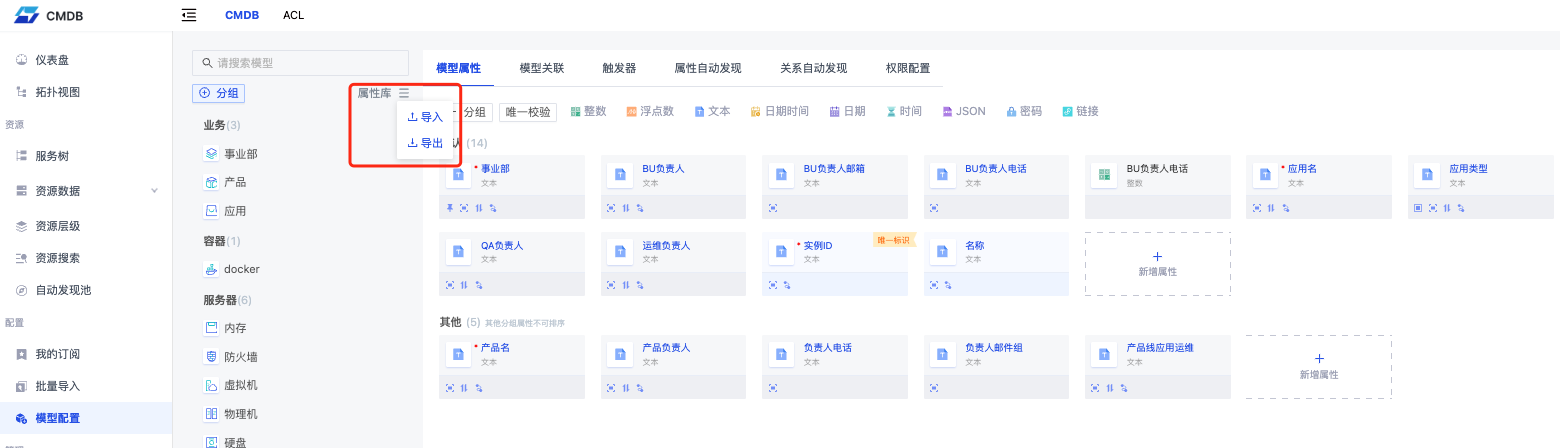 CMDB
CMDB ACL
仪表盘
拓扑视图
资源
服务树
资源数据
资源层级
资源搜索
自动发现池
配置
我的订阅
批量导入
模型配置
请搜索模型
分组
属性库
导入
导出
业务(3)
事业部
产品
应用
容器(1)
docker
服务器(6)
内存
防火墙
虚拟机
物理机
硬盘
模型属性 模型关联 触发器 属性自动发现 关系自动发现 权限配置
分组 唯一校验 整数 浮点数 文本 日期时间 日期 时间 JSON 密码 链接
(14)
* 事业部
文本
BU负责人
文本
BU负责人邮箱
文本
BU负责人电话
文本
BU负责人电话
整数
* 应用名
文本
应用类型
文本
QA负责人
文本
运维负责人
文本
* 实例ID
文本
唯一标识
名称
文本
新增属性
其他 (5) 其他分组属性不可排序
* 产品名
文本
产品负责人
文本
负责人电话
文本
负责人邮件组
文本
产品线应用运维
文本
新增属性